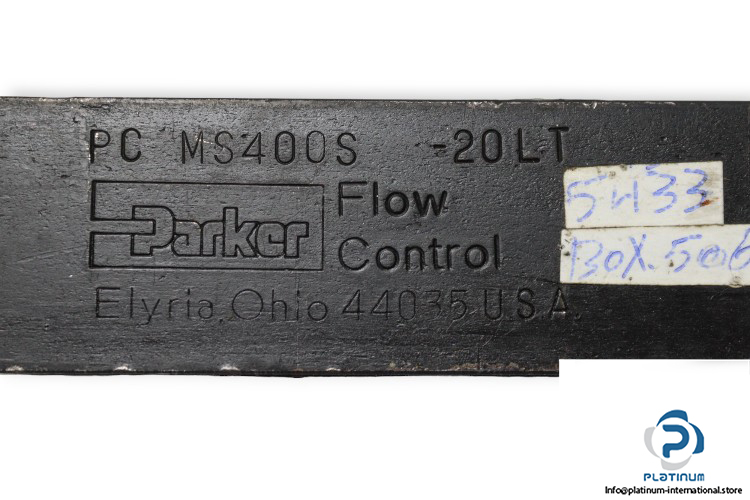 PC MS400S -20LT
Parker
Flow
Control
Elyria, Ohio 44035 U S A.
5433
BOX.506
PLATINUM
Info@platinum-international.store